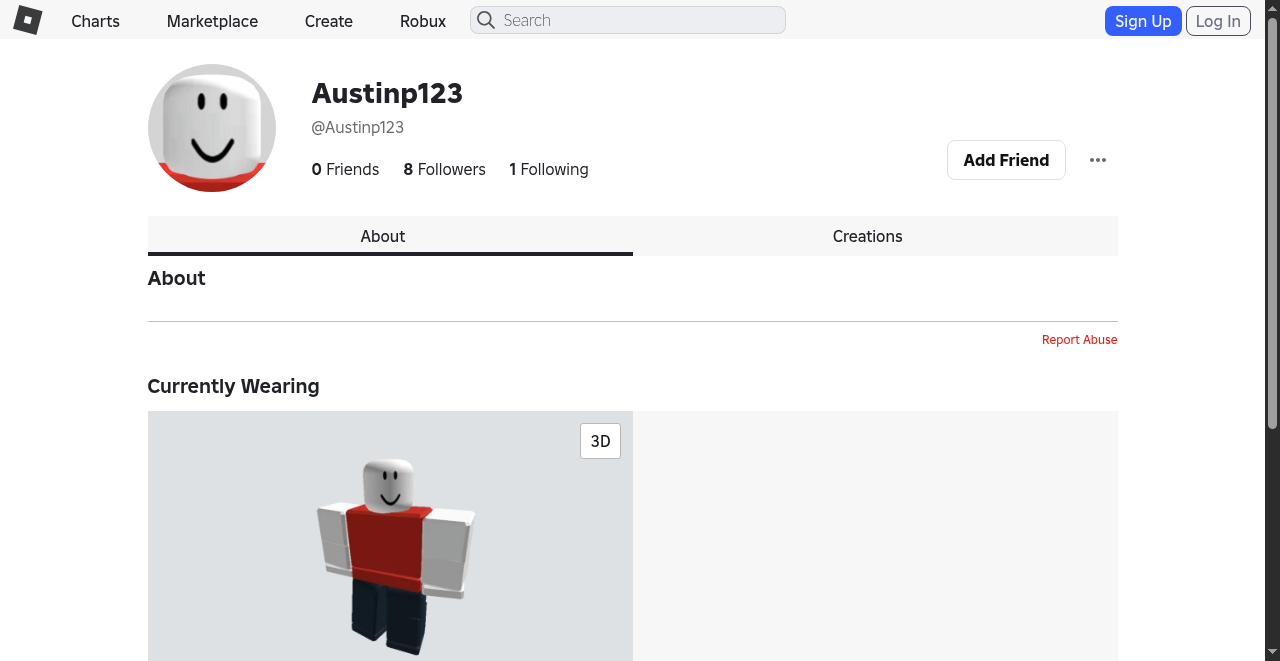 Charts Marketplace Create Robux Search Sign Up Log In
Austinp123
@Austinp123
0 Friends 8 Followers 1 Following
Add Friend
About Creations
About
Report Abuse
Currently Wearing
3D